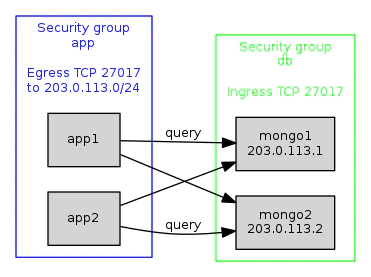 Security group
app
Egress TCP 27017
to 203.0.113.0/24
app1
app2
query
query
Security group
db
Ingress TCP 27017
mongo1
203.0.113.1
mongo2
203.0.113.2